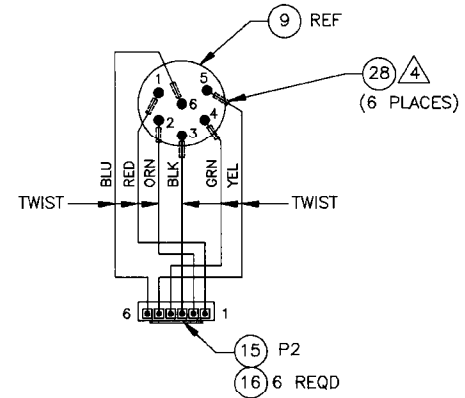 9 REF
28 4
(6 PLACES)
1
5
6
2
4
3
BLU
RED
ORN
BLK
GRN
YEL
TWIST
TWIST
6
1
15 P2
16 6 REQD